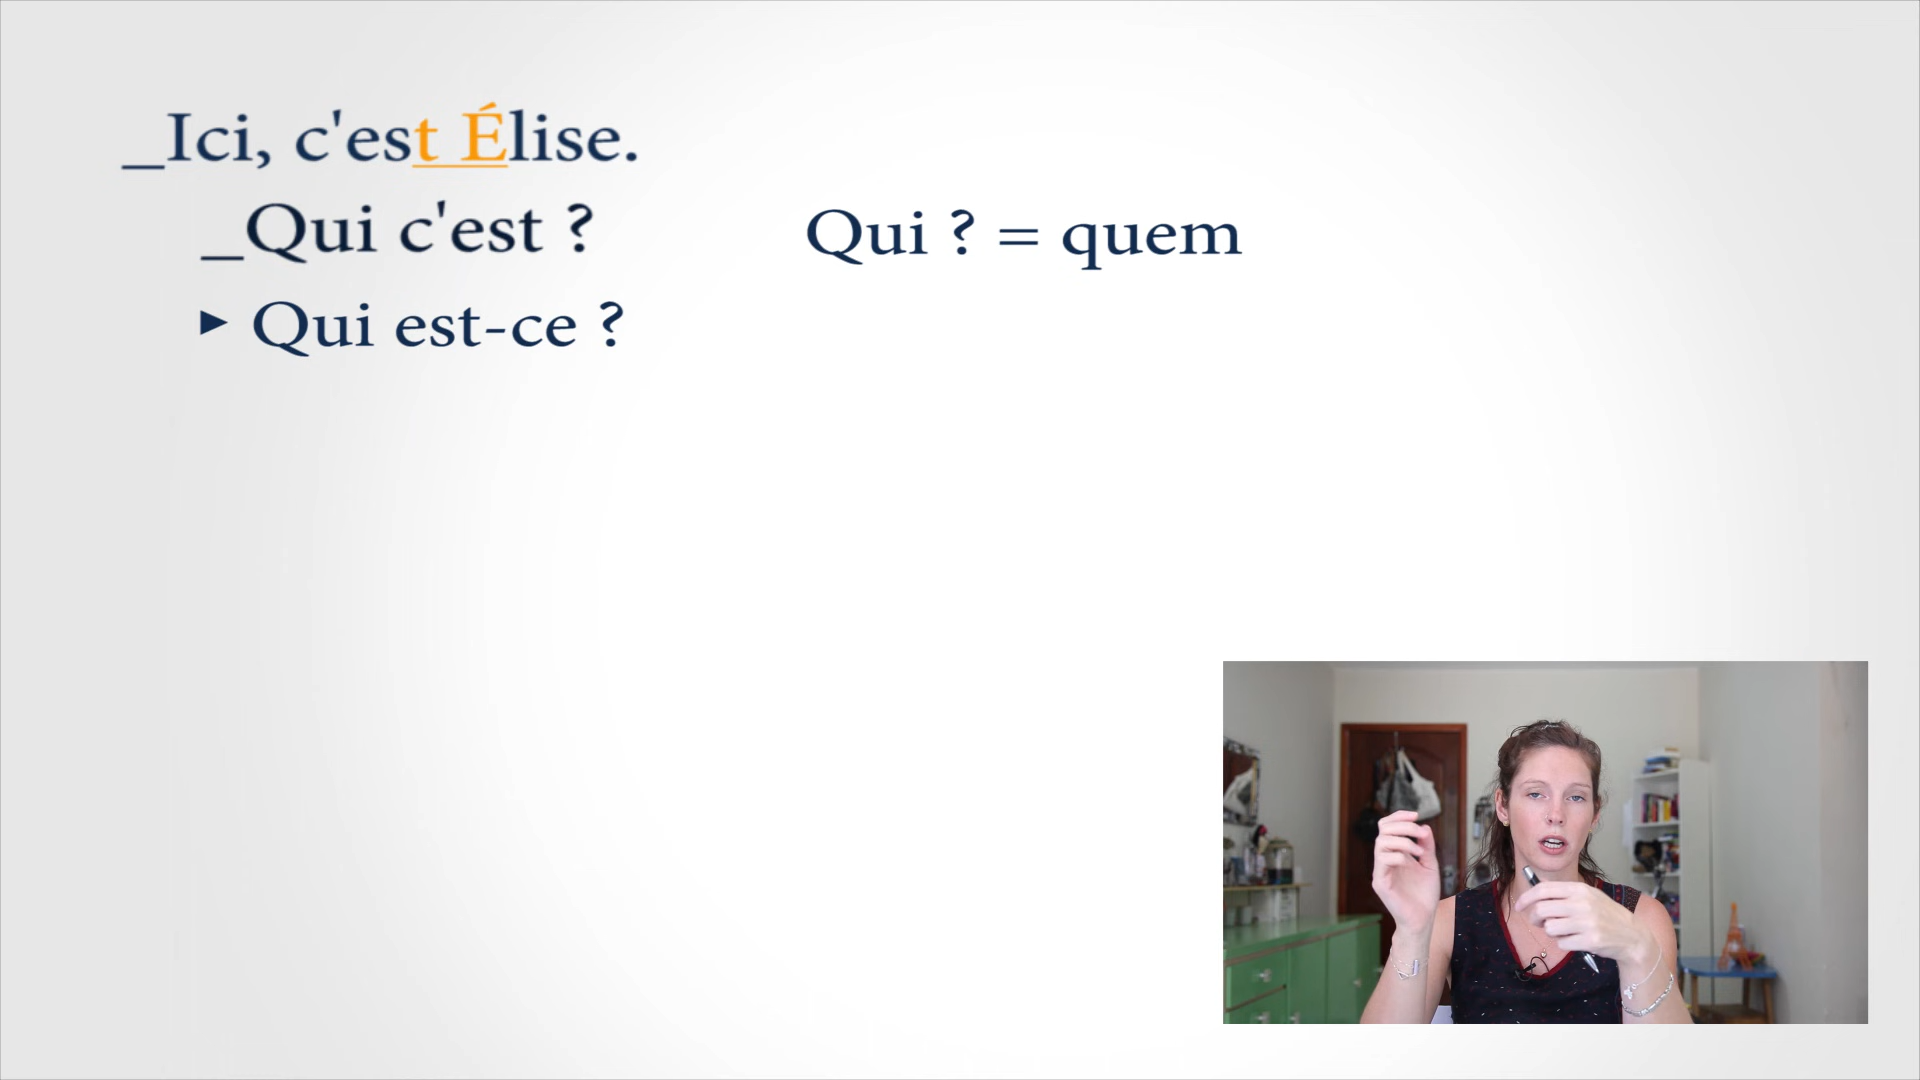 _Ici, c'est Élise.
_Qui c'est ?
Qui ? = quem
▸ Qui est-ce ?